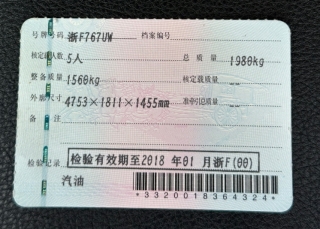 号牌号码 浙F767UW 档案编号
核定载人数 5人 总质量 1980kg
整备质量 1560kg 核定载质量 --
外廓尺寸 4753×1811×1455mm 准牵引总质量 --
备注
检验记录 检验有效期至2018 年01 月浙F(00)
汽油
*3320018364324*